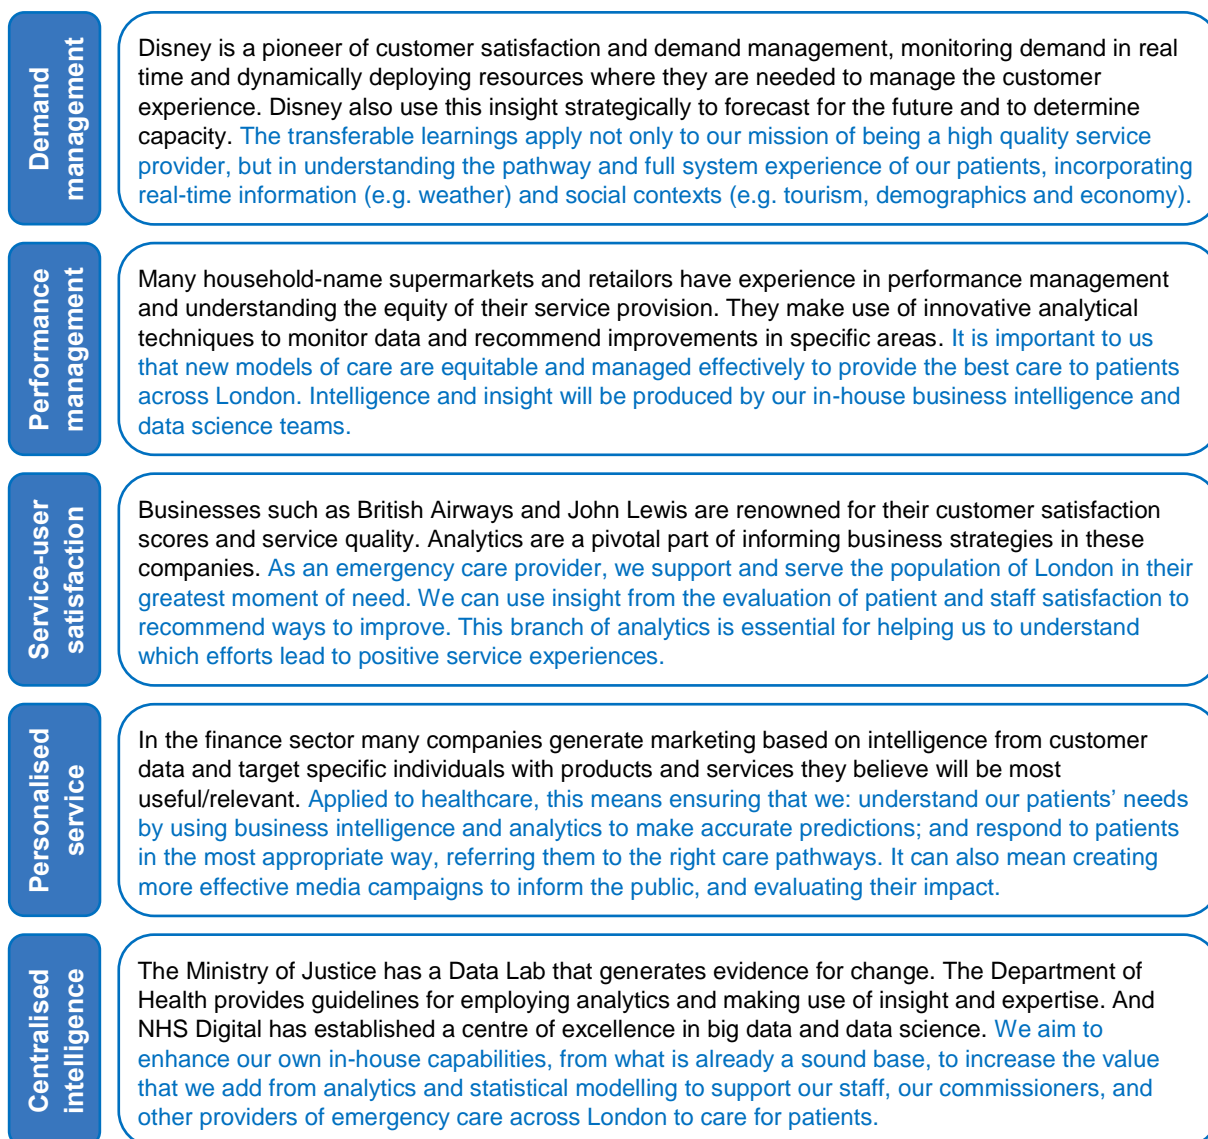 Demand
management
Disney is a pioneer of customer satisfaction and demand management, monitoring demand in real
time and dynamically deploying resources where they are needed to manage the customer
experience. Disney also use this insight strategically to forecast for the future and to determine
capacity. The transferable learnings apply not only to our mission of being a high quality service
provider, but in understanding the pathway and full system experience of our patients, incorporating
real-time information (e.g. weather) and social contexts (e.g. tourism, demographics and economy).
Performance
management
Many household-name supermarkets and retailors have experience in performance management
and understanding the equity of their service provision. They make use of innovative analytical
techniques to monitor data and recommend improvements in specific areas. It is important to us
that new models of care are equitable and managed effectively to provide the best care to patients
across London. Intelligence and insight will be produced by our in-house business intelligence and
data science teams.
Service-user
satisfaction
Businesses such as British Airways and John Lewis are renowned for their customer satisfaction
scores and service quality. Analytics are a pivotal part of informing business strategies in these
companies. As an emergency care provider, we support and serve the population of London in their
greatest moment of need. We can use insight from the evaluation of patient and staff satisfaction to
recommend ways to improve. This branch of analytics is essential for helping us to understand
which efforts lead to positive service experiences.
Personalised
service
In the finance sector many companies generate marketing based on intelligence from customer
data and target specific individuals with products and services they believe will be most
useful/relevant. Applied to healthcare, this means ensuring that we: understand our patients’ needs
by using business intelligence and analytics to make accurate predictions; and respond to patients
in the most appropriate way, referring them to the right care pathways. It can also mean creating
more effective media campaigns to inform the public, and evaluating their impact.
Centralised
intelligence
The Ministry of Justice has a Data Lab that generates evidence for change. The Department of
Health provides guidelines for employing analytics and making use of insight and expertise. And
NHS Digital has established a centre of excellence in big data and data science. We aim to
enhance our own in-house capabilities, from what is already a sound base, to increase the value
that we add from analytics and statistical modelling to support our staff, our commissioners, and
other providers of emergency care across London to care for patients.